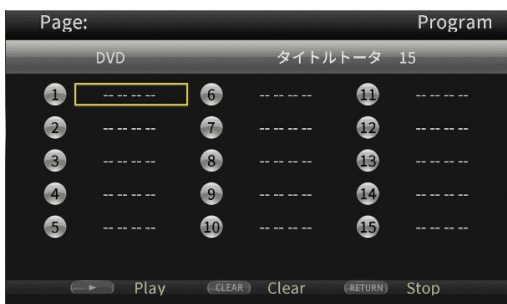 Page: Program
DVD タイトルトータ 15
1 -- -- -- -- 6 -- -- -- -- 11 -- -- -- --
2 -- -- -- -- 7 -- -- -- -- 12 -- -- -- --
3 -- -- -- -- 8 -- -- -- -- 13 -- -- -- --
4 -- -- -- -- 9 -- -- -- -- 14 -- -- -- --
5 -- -- -- -- 10 -- -- -- -- 15 -- -- -- --
Play CLEAR Clear RETURN Stop